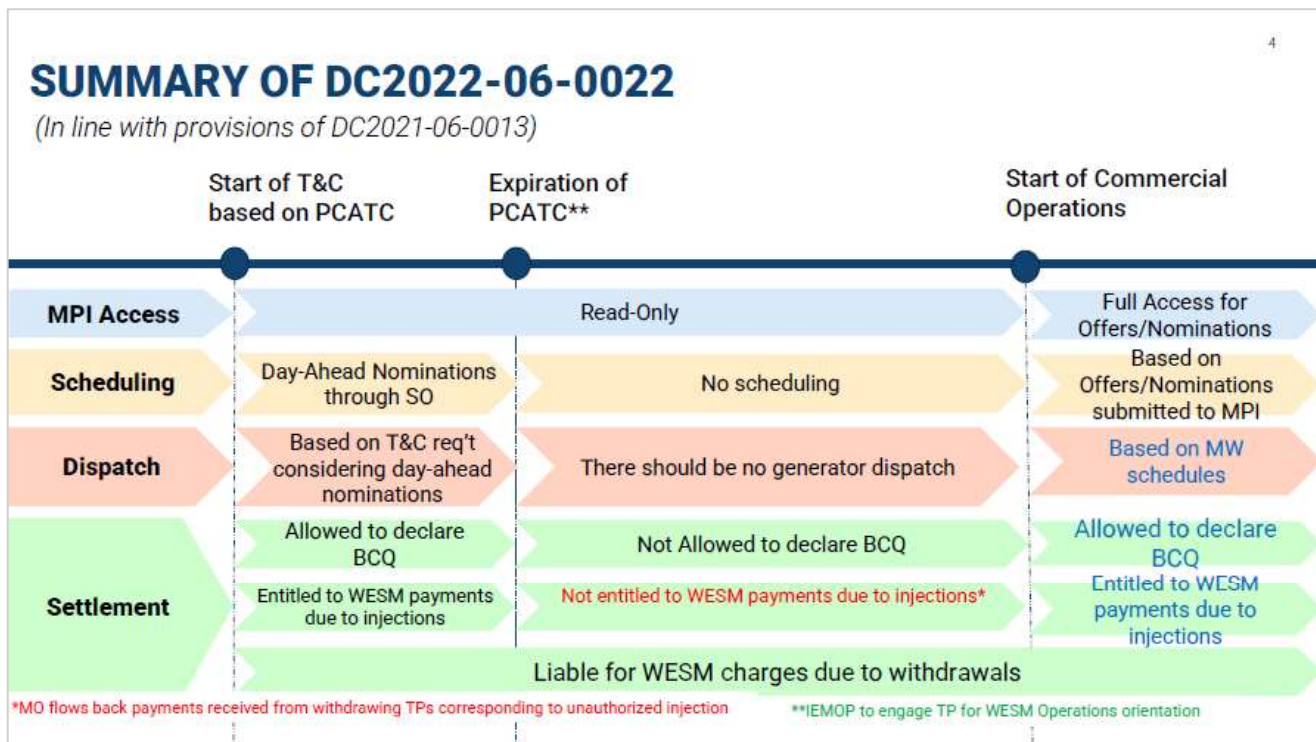 4
SUMMARY OF DC2022-06-0022
(In line with provisions of DC2021-06-0013)
Start of T&C
based on PCATC
Expiration of
PCATC**
Start of Commercial
Operations
MPI Access
Read-Only
Full Access for
Offers/Nominations
Scheduling
Day-Ahead Nominations
through SO
No scheduling
Based on
Offers/Nominations
submitted to MPI
Dispatch
Based on T&C req't
considering day-ahead
nominations
There should be no generator dispatch
Based on MW
schedules
Settlement
Allowed to declare
BCQ
Not Allowed to declare BCQ
Allowed to declare
BCQ
Entitled to WESM payments
due to injections
Not entitled to WESM payments due to injections*
Entitled to WESM
payments due to
injections
Liable for WESM charges due to withdrawals
*MO flows back payments received from withdrawing TPs corresponding to unauthorized injection
**IEMOP to engage TP for WESM Operations orientation